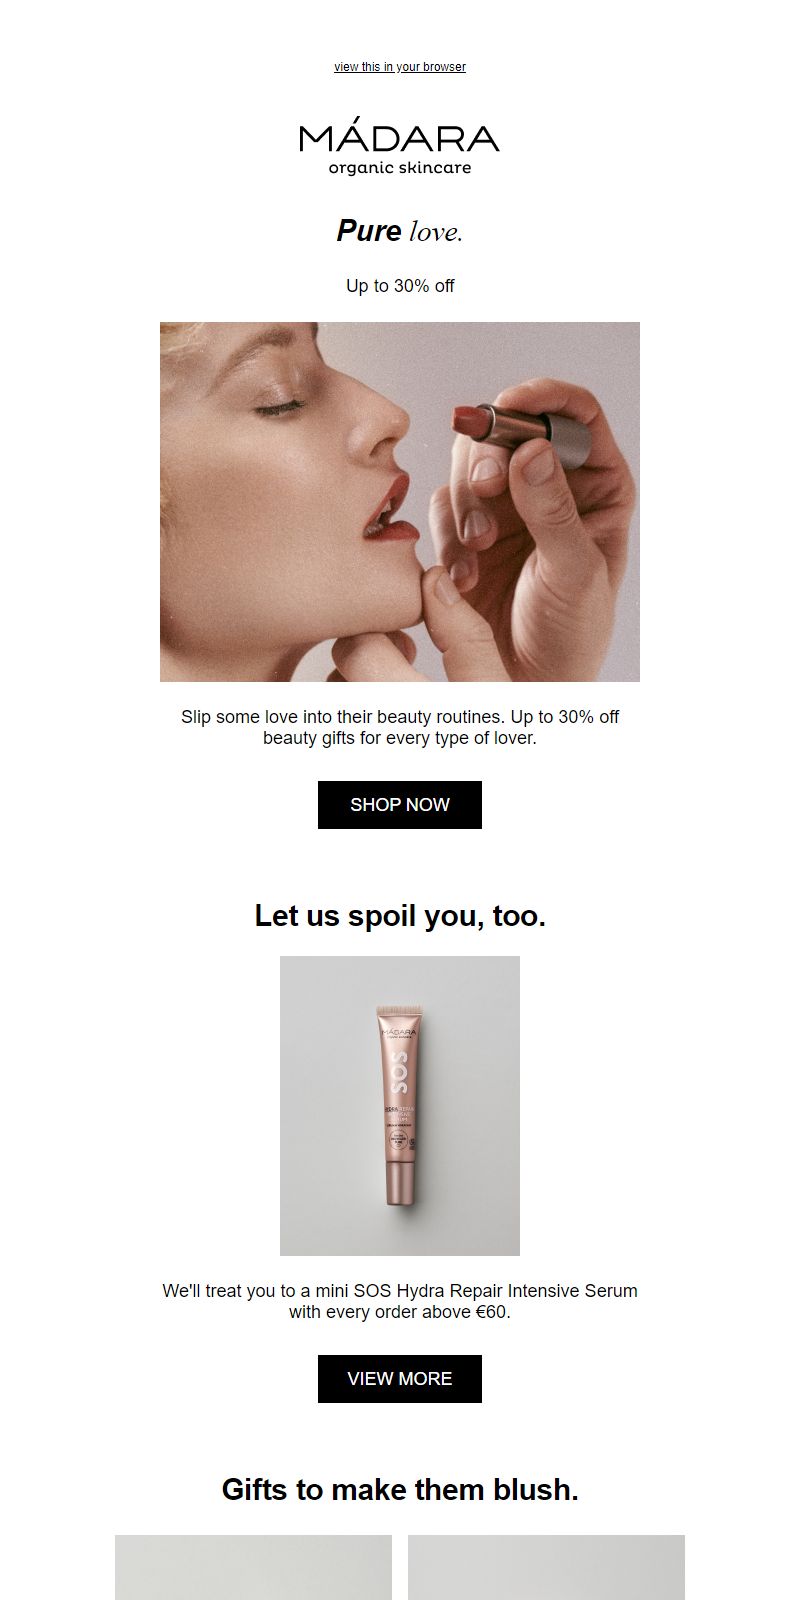 view this in your browser
MÁDARA
organic skincare
Pure love.
Up to 30% off
Slip some love into their beauty routines. Up to 30% off
beauty gifts for every type of lover.
SHOP NOW
Let us spoil you, too.
MÁDARA
SOS
We'll treat you to a mini SOS Hydra Repair Intensive Serum
with every order above €60.
VIEW MORE
Gifts to make them blush.